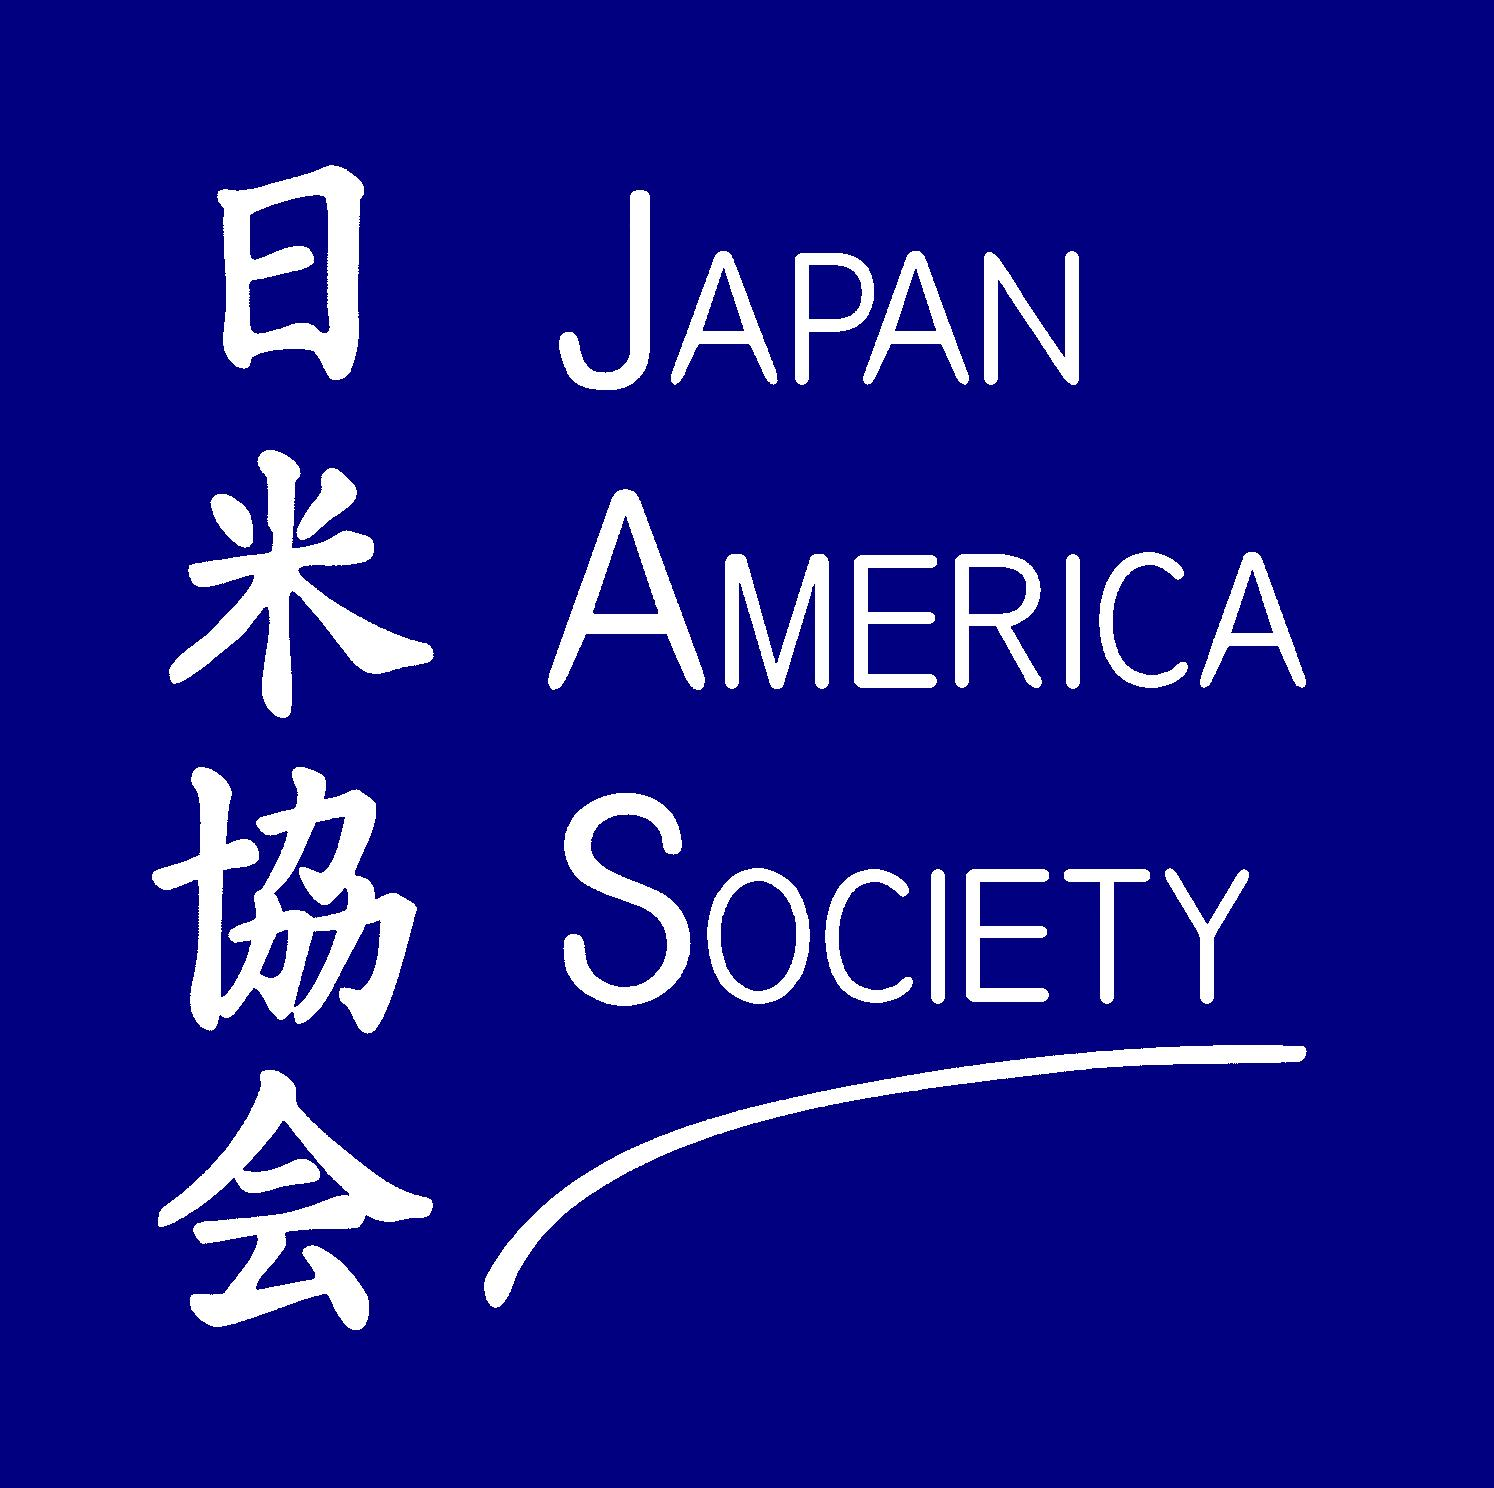 日米協会
JAPAN
AMERICA
SOCIETY